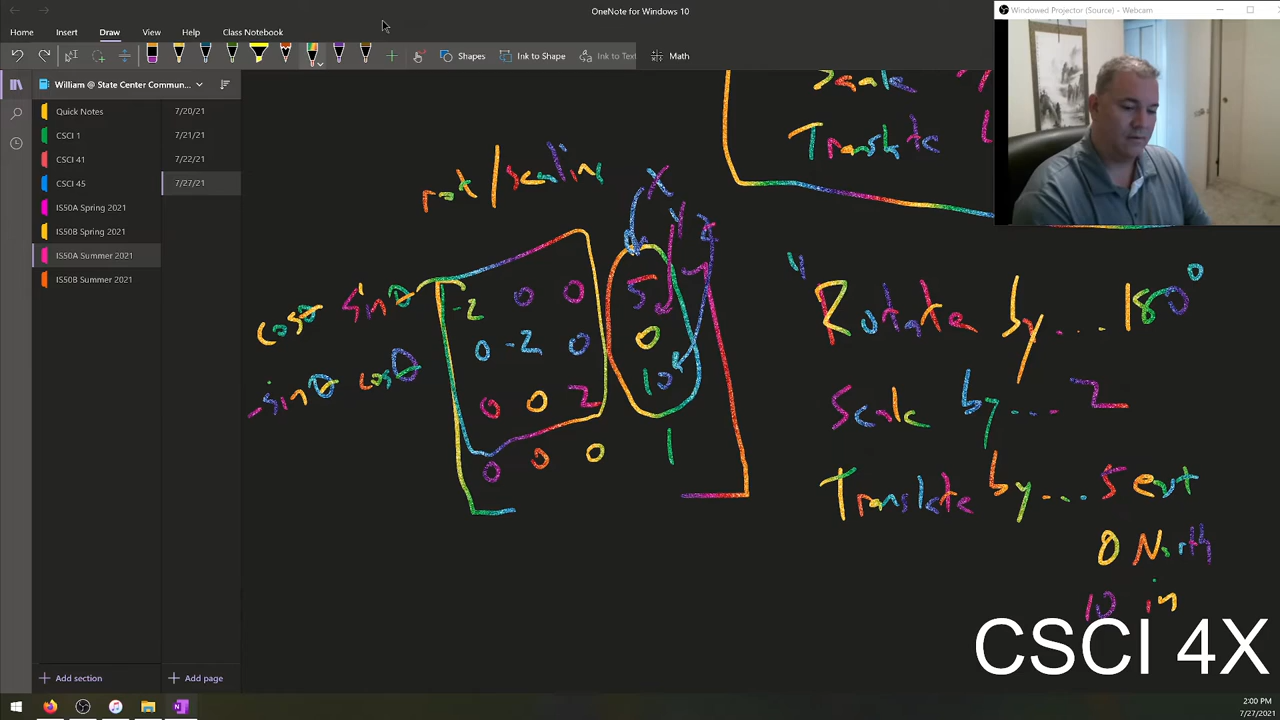 OneNote for Windows 10
Windowed Projector (Source) - Webcam
Home Insert Draw View Help Class Notebook
Shapes Ink to Shape Ink to Text Math
William @ State Center Commun...
Quick Notes
CSCI 1
CSCI 41
CSCI 45
IS50A Spring 2021
IS50B Spring 2021
IS50A Summer 2021
IS50B Summer 2021
7/20/21
7/21/21
7/22/21
7/27/21
Add section
Add page
Scale
Translate
rot/scaling
x
y
z
cosθ sinθ
-sinθ cosθ
-2 0 0 5
0 -2 0 0
0 0 2 10
0 0 0 1
"Rotate by... 180°
Scale by... 2
Translate by... 5 east
0 North
10 in
CSCI 4X
2:00 PM
7/27/2021